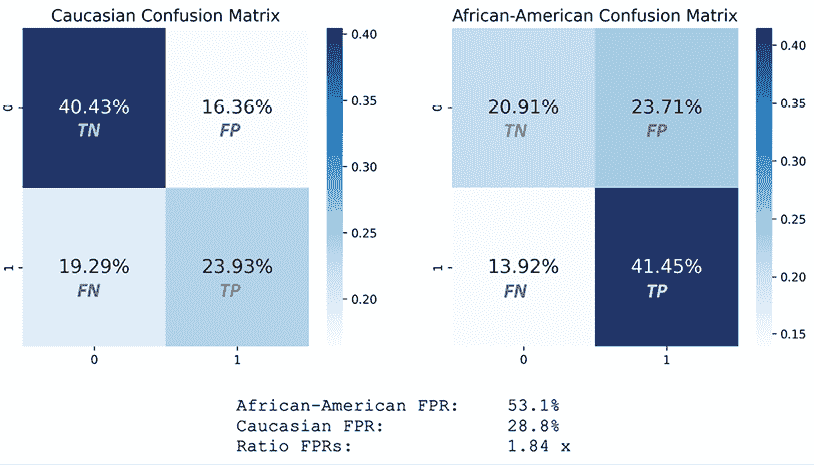 Caucasian Confusion Matrix
African-American Confusion Matrix
0
40.43%
TN
16.36%
FP
1
19.29%
FN
23.93%
TP
0
1
0.40
0.35
0.30
0.25
0.20
0
20.91%
TN
23.71%
FP
1
13.92%
FN
41.45%
TP
0
1
0.40
0.35
0.30
0.25
0.20
0.15
African-American FPR: 53.1%
Caucasian FPR: 28.8%
Ratio FPRs: 1.84 x